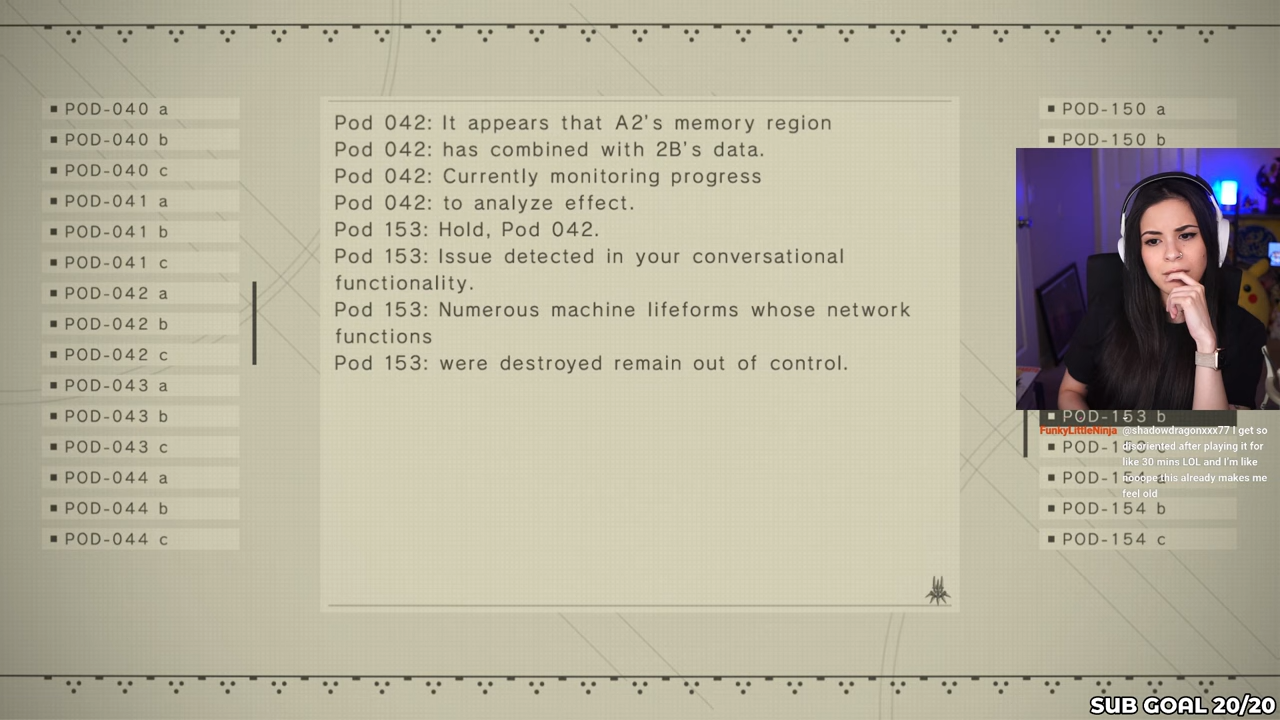 POD-040 a
POD-040 b
POD-040 c
POD-041 a
POD-041 b
POD-041 c
POD-042 a
POD-042 b
POD-042 c
POD-043 a
POD-043 b
POD-043 c
POD-044 a
POD-044 b
POD-044 c
Pod 042: It appears that A2's memory region
Pod 042: has combined with 2B's data.
Pod 042: Currently monitoring progress
Pod 042: to analyze effect.
Pod 153: Hold, Pod 042.
Pod 153: Issue detected in your conversational
functionality.
Pod 153: Numerous machine lifeforms whose network
functions
Pod 153: were destroyed remain out of control.
POD-150 a
POD-150 b
POD-153 b
FunkyLittleNinja @shadowdragonxxx77 I get so
disoriented after playing it for
like 30 mins LOL and I'm like
nooope this already makes me
feel old
POD-154 b
POD-154 c
SUB GOAL 20/20